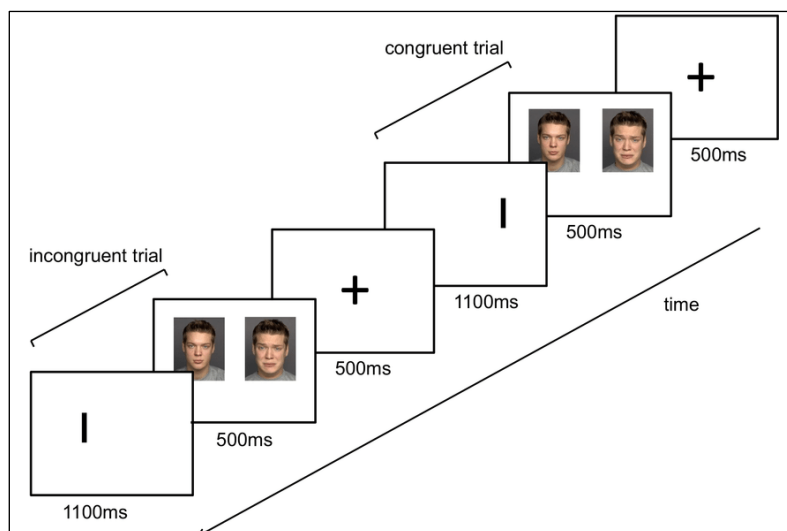 congruent trial
500ms
500ms
incongruent trial
1100ms
time
500ms
500ms
1100ms